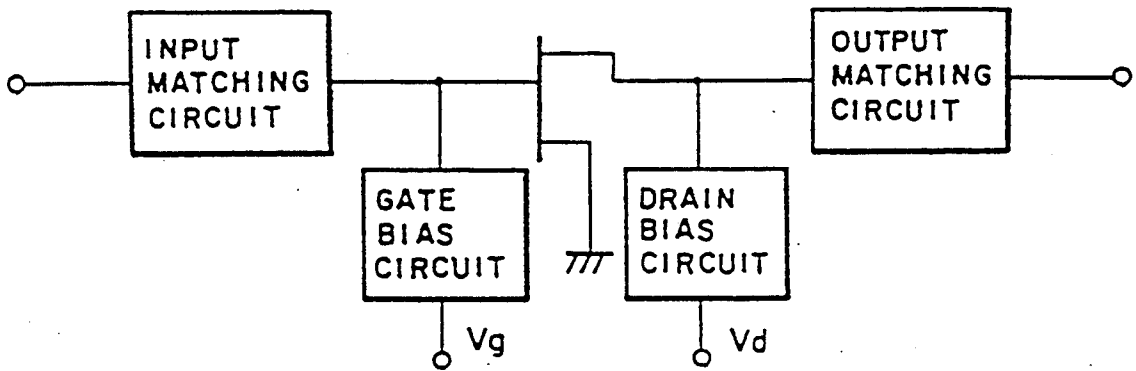 INPUT
MATCHING
CIRCUIT
OUTPUT
MATCHING
CIRCUIT
GATE
BIAS
CIRCUIT
DRAIN
BIAS
CIRCUIT
Vg
Vd